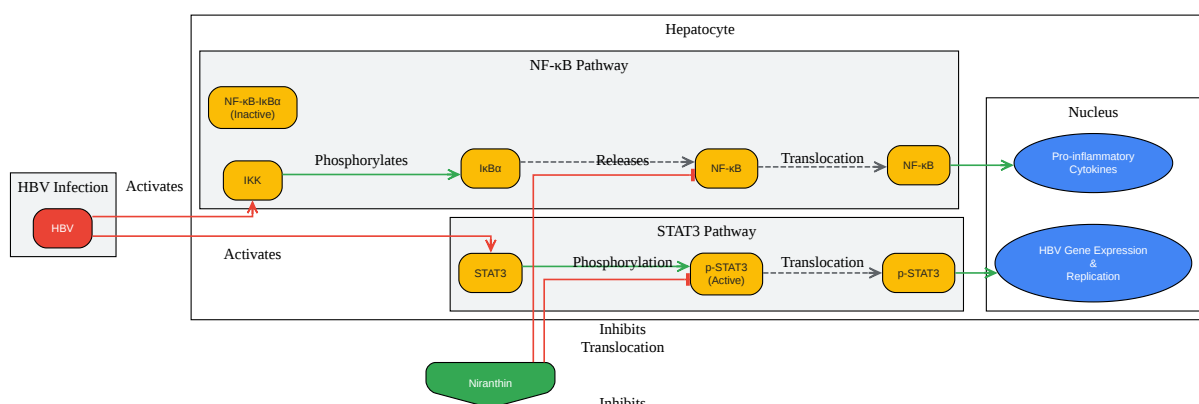 Hepatocyte
NF-κB Pathway
NF-κB-IκBα
(Inactive)
Nucleus
Phosphorylates
Releases
Translocation
Pro-inflammatory
Cytokines
IκBα
NF-κB
NF-κB
IKK
HBV Infection
Activates
HBV
STAT3 Pathway
Activates
STAT3
Phosphorylation
p-STAT3
(Active)
Translocation
p-STAT3
HBV Gene Expression
&
Replication
Inhibits
Translocation
Niranthin
Inhibits